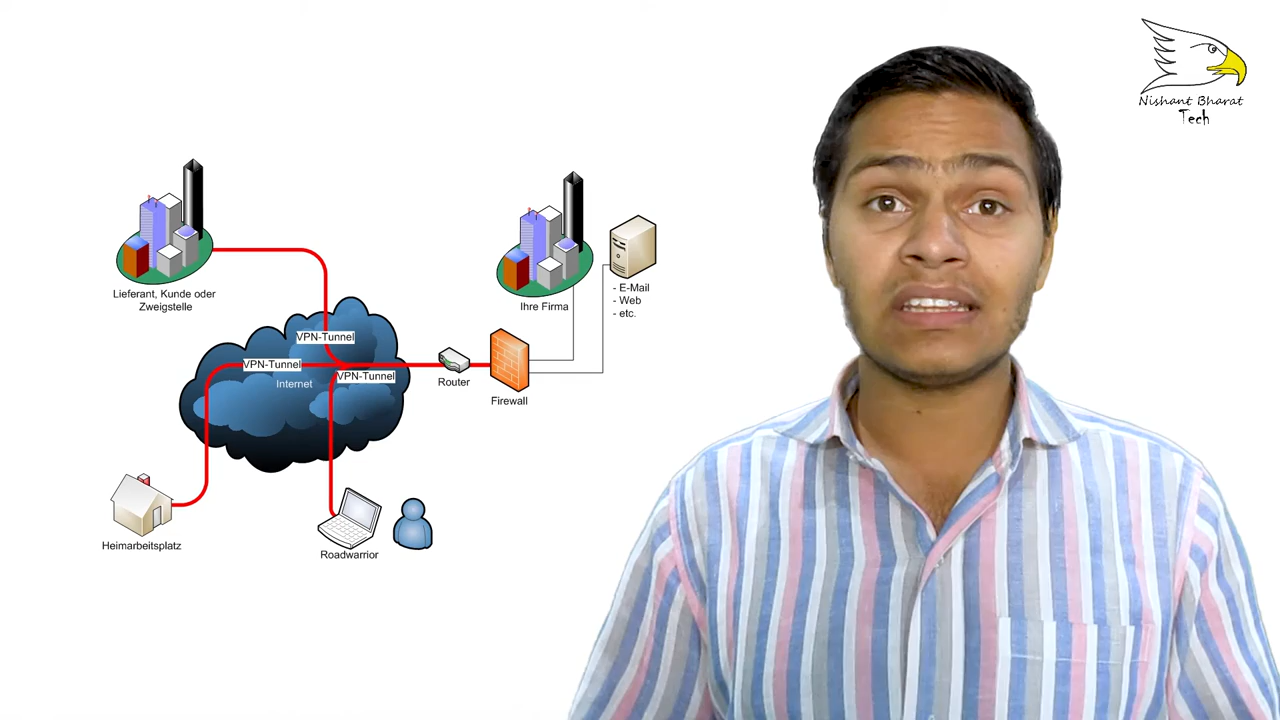 Nishant Bharat
Tech
Lieferant, Kunde oder
Zweigstelle
Ihre Firma
- E-Mail
- Web
- etc.
VPN-Tunnel
VPN-Tunnel
VPN-Tunnel
Internet
Router
Firewall
Heimarbeitsplatz
Roadwarrior